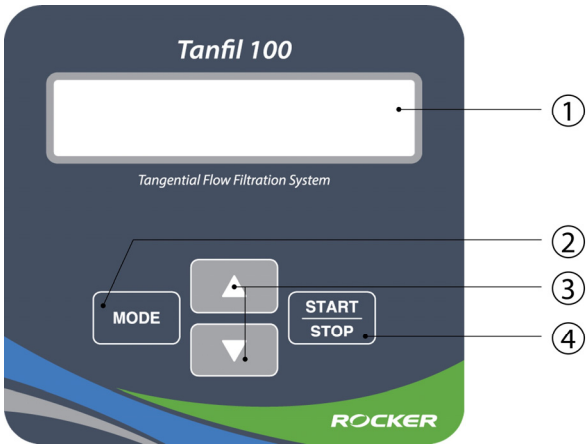 Tanfil 100
①
Tangential Flow Filtration System
②
③
MODE
START
STOP
④
ROCKER